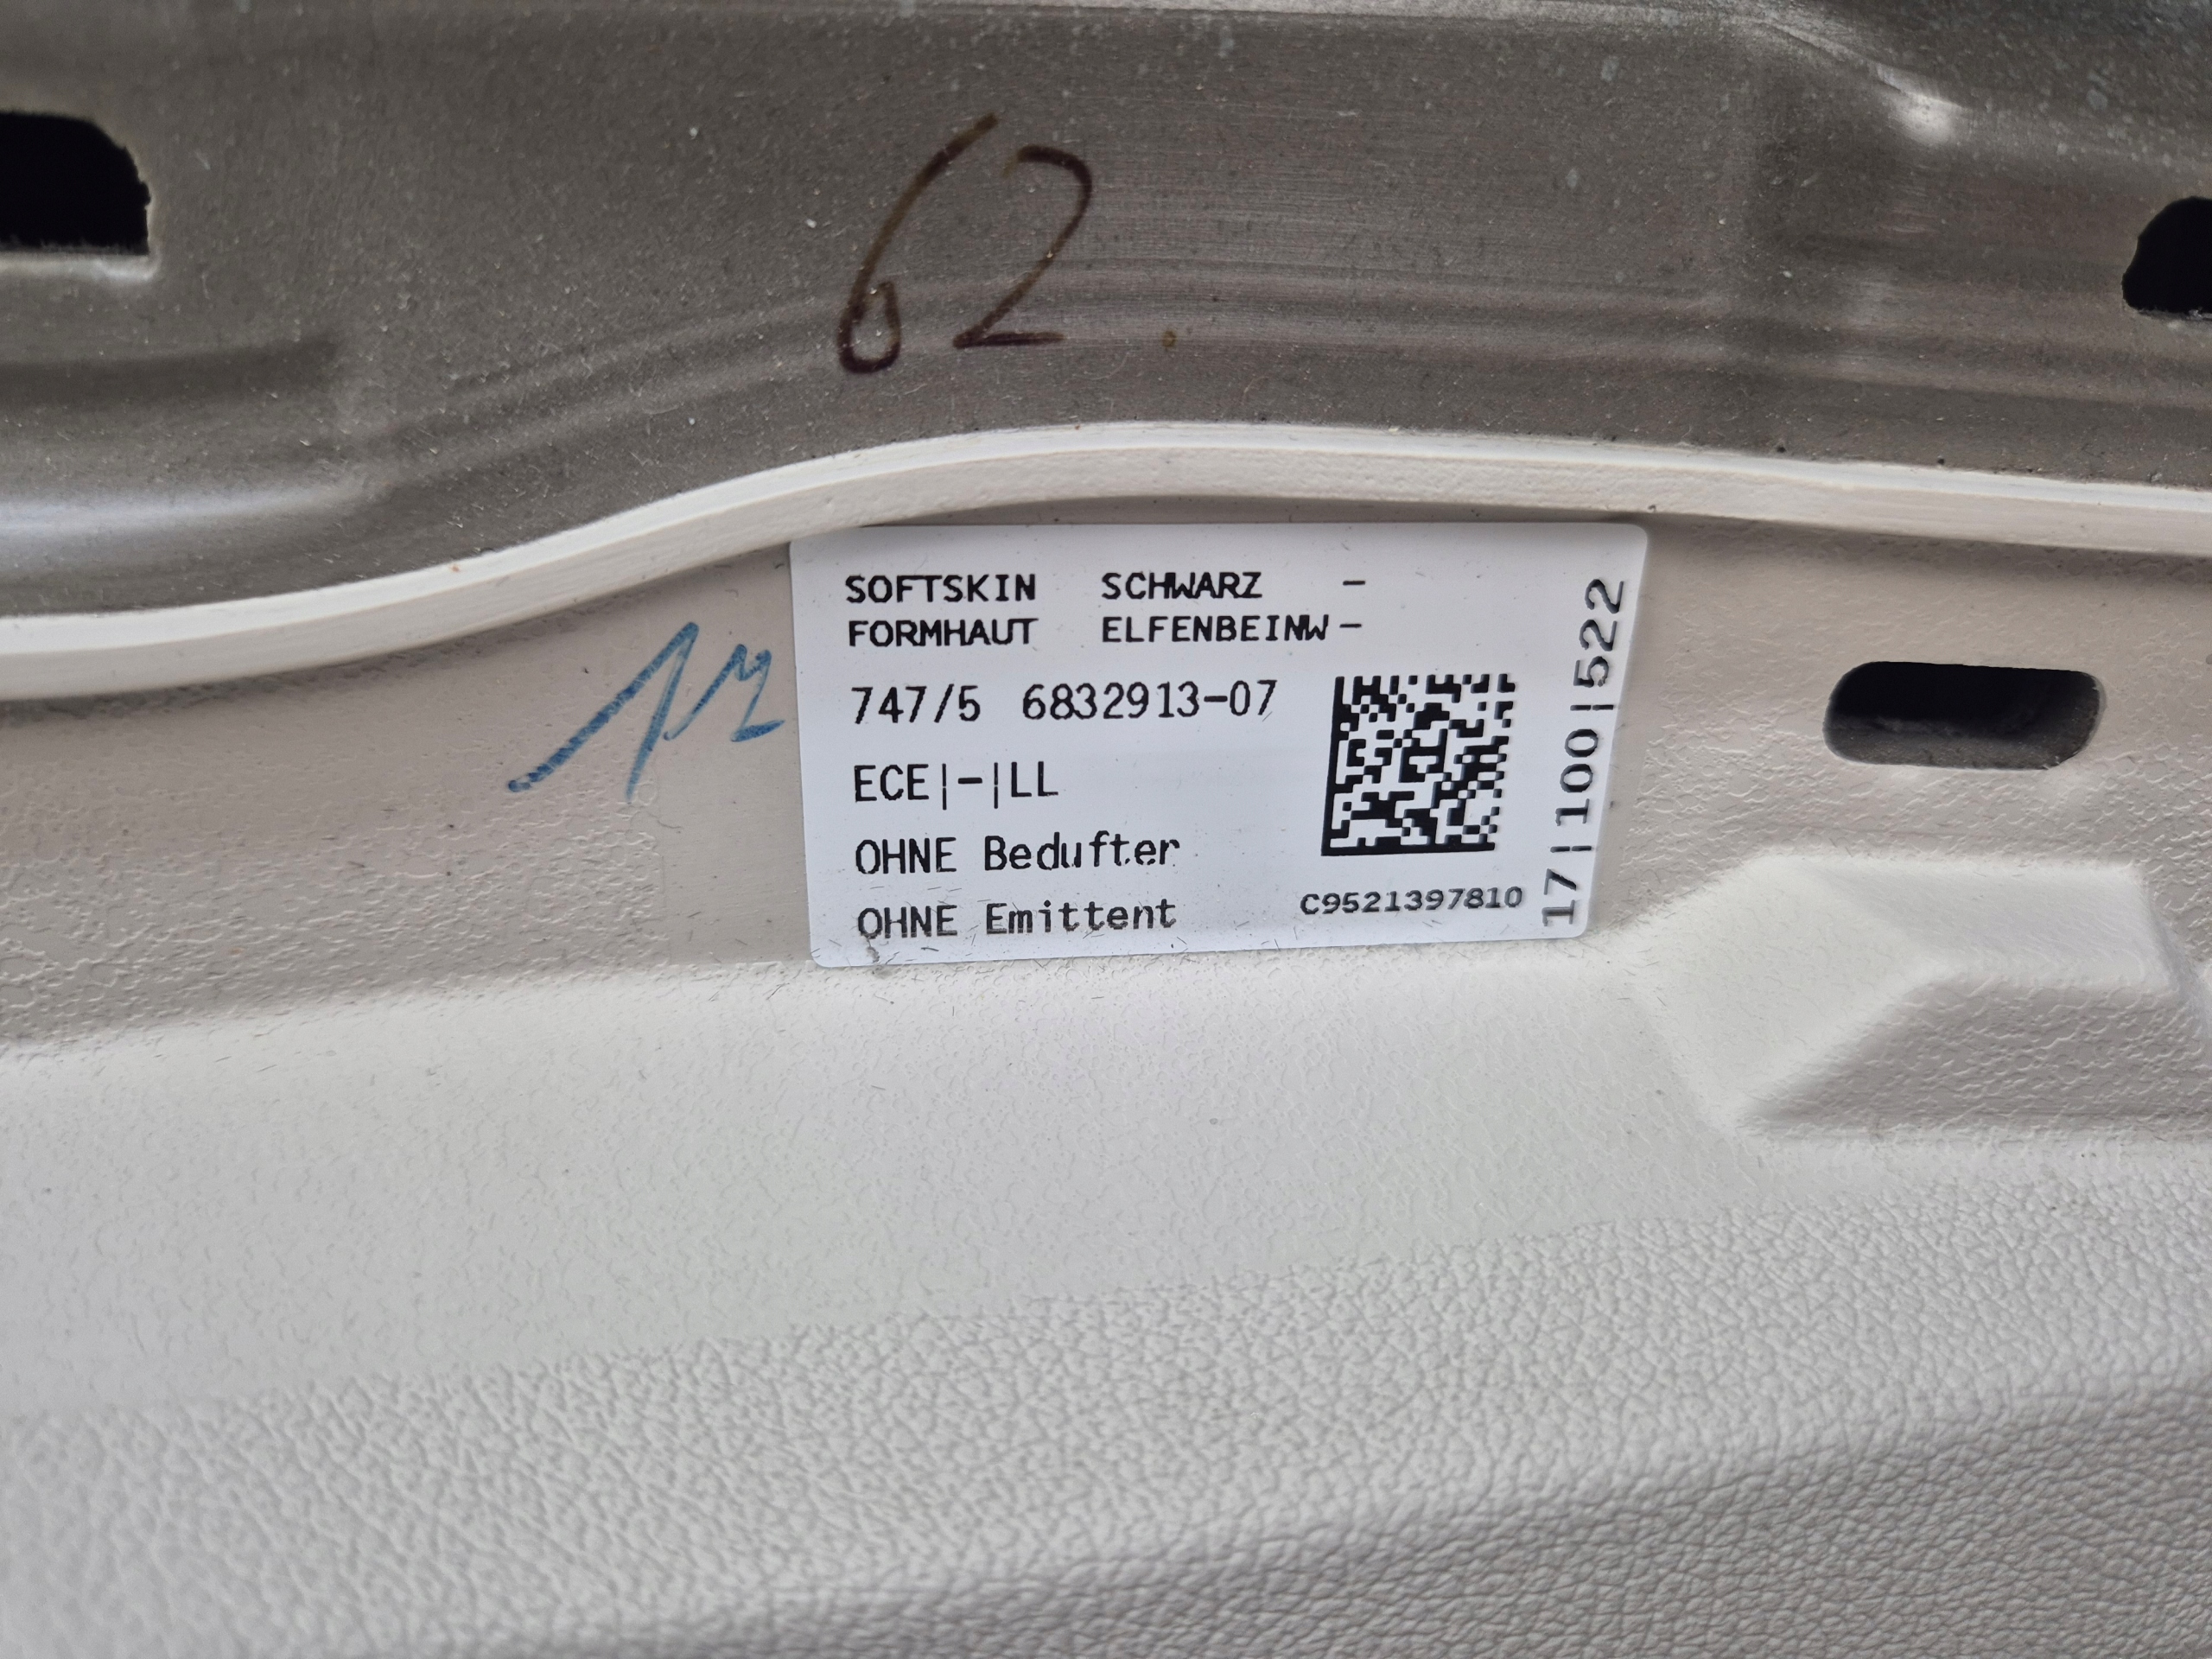 62
SOFTSKIN SCHWARZ -
FORMHAUT ELFENBEINW -
747/5 6832913-07
ECE|-|LL
OHNE Bedufter
OHNE Emittent
C9521397810
17|100|522